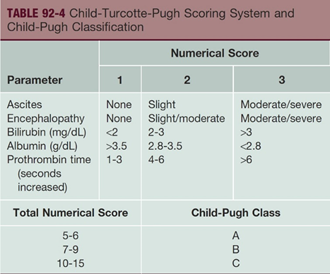 TABLE 92-4 Child-Turcotte-Pugh Scoring System and
Child-Pugh Classification
Numerical Score
Parameter 1 2 3
Ascites None Slight Moderate/severe
Encephalopathy None Slight/moderate Moderate/severe
Bilirubin (mg/dL) <2 2-3 >3
Albumin (g/dL) >3.5 2.8-3.5 <2.8
Prothrombin time 1-3 4-6 >6
(seconds
increased)
Total Numerical Score Child-Pugh Class
5-6 A
7-9 B
10-15 C